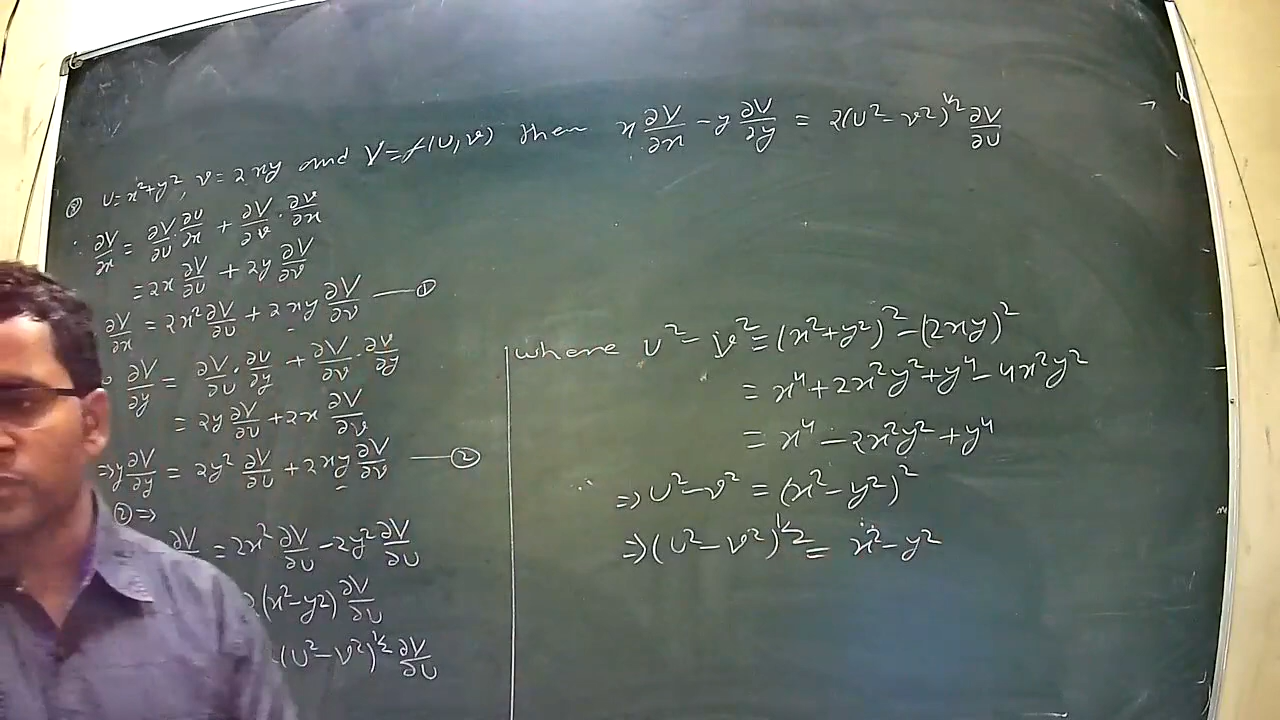 ③ U=x²+y², v=2xy and V=f(U,v) then x ∂V/∂x - y ∂V/∂y = 2(U²-v²)^½ ∂V/∂U
∴ ∂V/∂x = ∂V/∂U · ∂U/∂x + ∂V/∂v · ∂v/∂x
= 2x ∂V/∂U + 2y ∂V/∂v
∂V/∂x = 2x² ∂V/∂U + 2xy ∂V/∂v — ①
∂V/∂y = ∂V/∂U · ∂U/∂y + ∂V/∂v · ∂v/∂y
= 2y ∂V/∂U + 2x ∂V/∂v
⇒ y ∂V/∂y = 2y² ∂V/∂U + 2xy ∂V/∂v — ②
② ⇒
∂V/∂x = 2x² ∂V/∂U - 2y² ∂V/∂U
2(x²-y²) ∂V/∂U
(U²-v²)^½ ∂V/∂U
where U²-v² = (x²+y²)² - (2xy)²
= x⁴+2x²y²+y⁴-4x²y²
= x⁴-2x²y²+y⁴
⇒ U²-v² = (x²-y²)²
⇒ (U²-v²)^½ = x²-y²